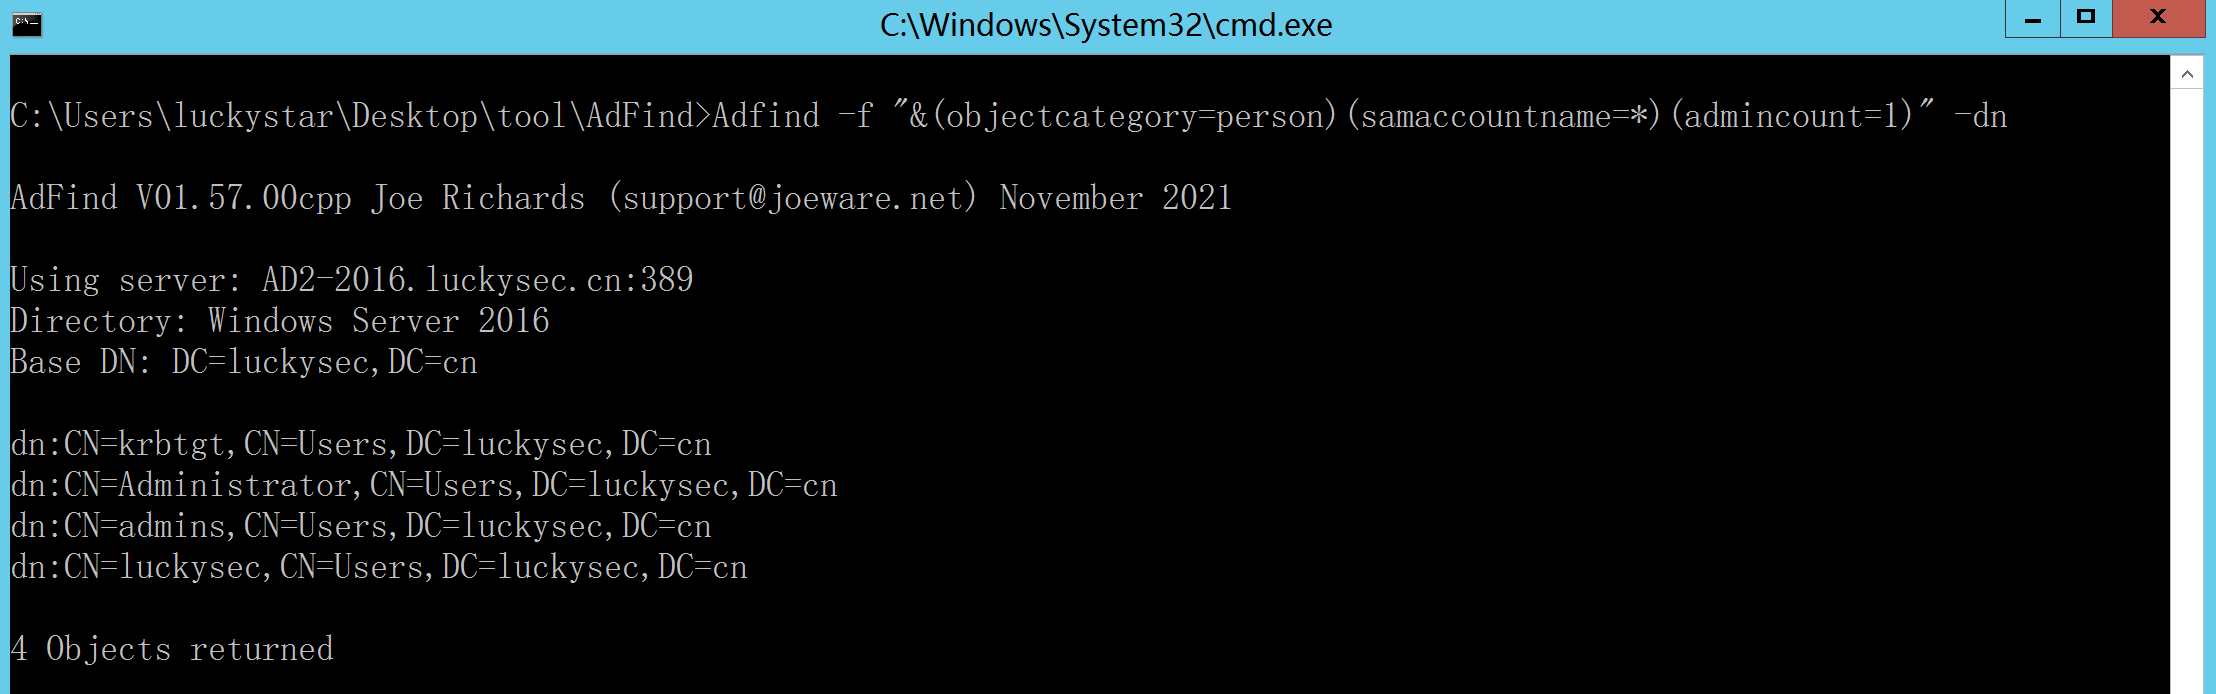 C:\Windows\System32\cmd.exe
C:\Users\luckystar\Desktop\tool\AdFind>Adfind -f "&(objectcategory=person)(samaccountname=*)(admincount=1)" -dn
AdFind V01.57.00cpp Joe Richards (support@joeware.net) November 2021
Using server: AD2-2016.luckysec.cn:389
Directory: Windows Server 2016
Base DN: DC=luckysec,DC=cn
dn:CN=krbtgt,CN=Users,DC=luckysec,DC=cn
dn:CN=Administrator,CN=Users,DC=luckysec,DC=cn
dn:CN=admins,CN=Users,DC=luckysec,DC=cn
dn:CN=luckysec,CN=Users,DC=luckysec,DC=cn
4 Objects returned